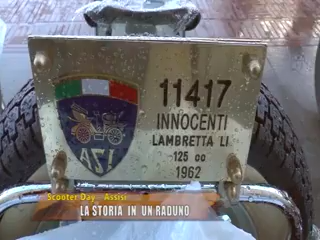 11417
INNOCENTI
LAMBRETTA LI
125 cc
1962
ASI
Scooter Day - Assisi
LA STORIA IN UN RADUNO